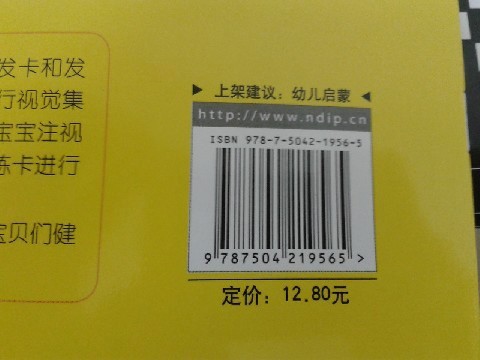 发卡和发
行视觉集
宝宝注视
练卡进行
宝贝们健
▶ 上架建议：幼儿启蒙 ◀
http://www.ndip.cn
ISBN 978-7-5042-1956-5
9 787504 219565 >
定价：12.80元